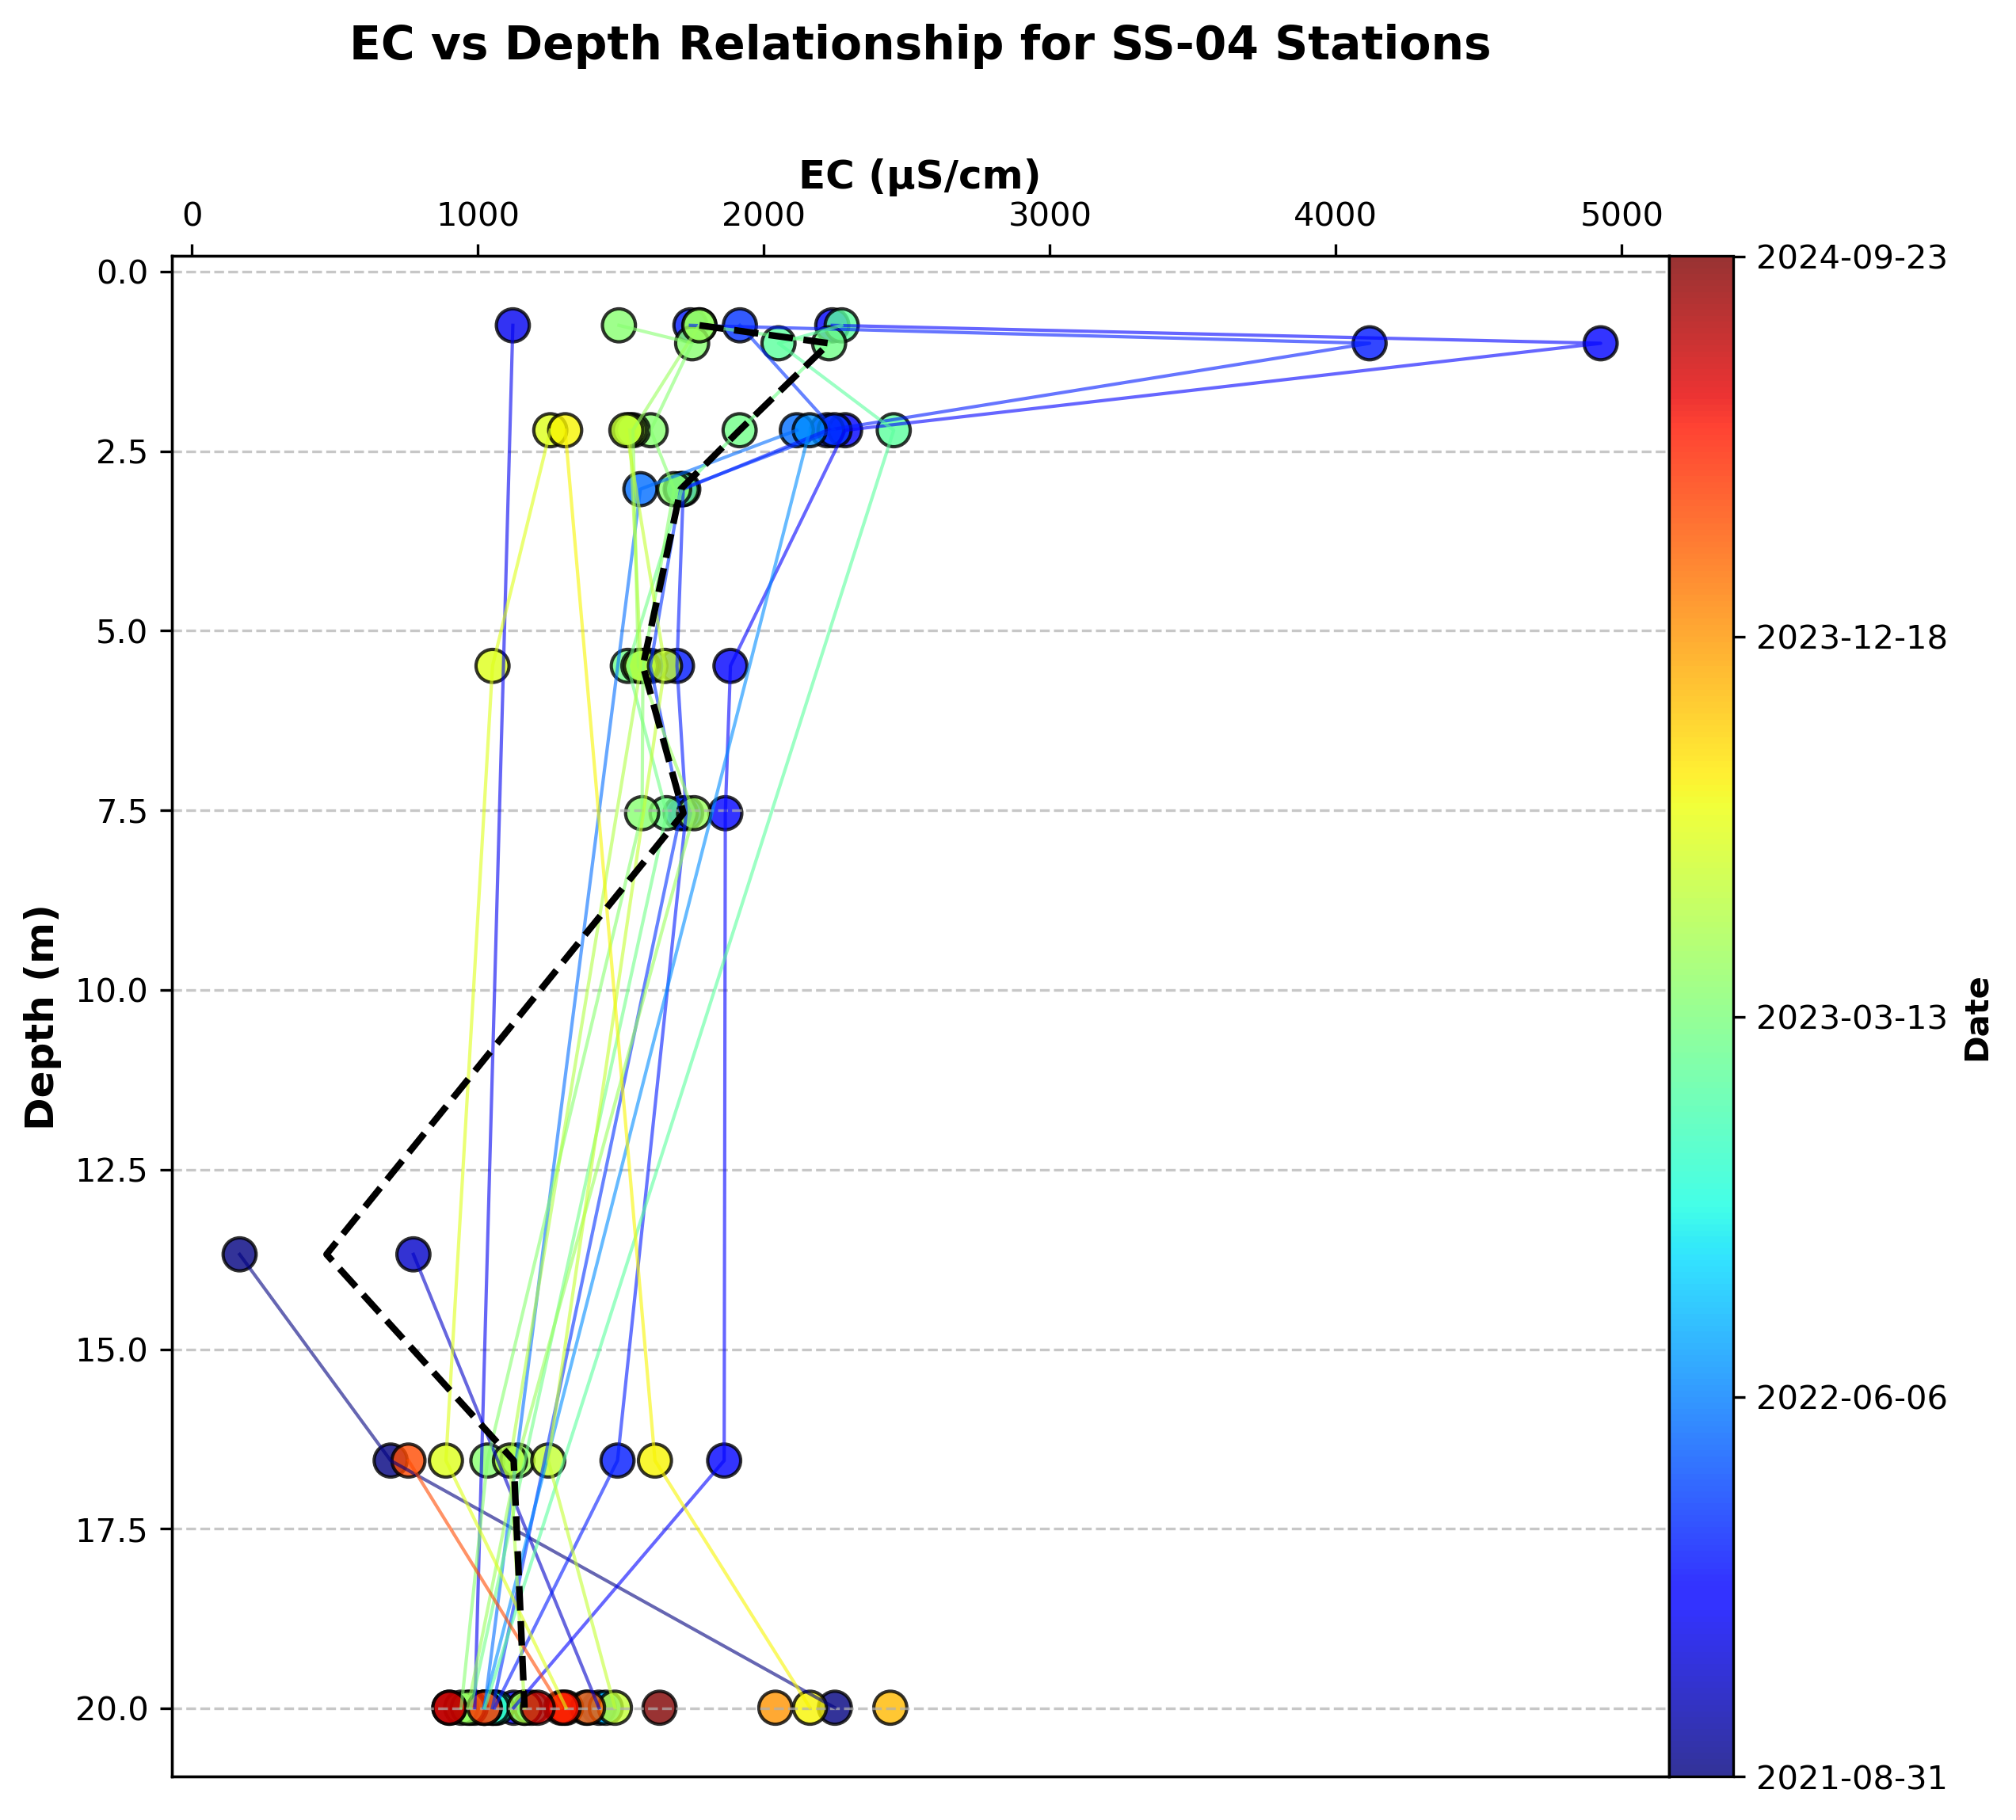 EC vs Depth Relationship for SS-04 Stations
EC (μS/cm)
0 1000 2000 3000 4000 5000
0.0
2.5
5.0
7.5
10.0
12.5
15.0
17.5
20.0
Depth (m)
2024-09-23
2023-12-18
2023-03-13
2022-06-06
2021-08-31
Date